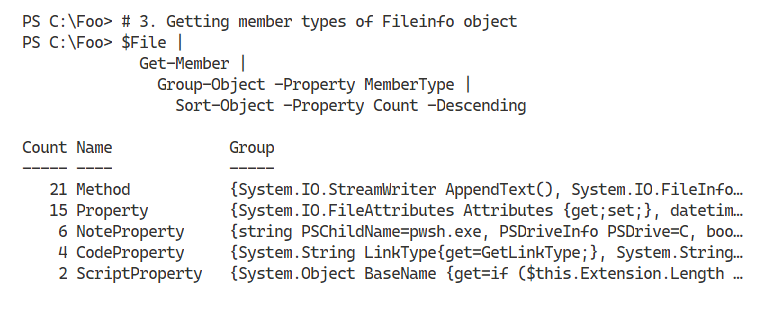 PS C:\Foo> # 3. Getting member types of Fileinfo object
PS C:\Foo> $File |
             Get-Member |
               Group-Object -Property MemberType |
                 Sort-Object -Property Count -Descending

Count Name             Group
----- ----             -----
   21 Method           {System.IO.StreamWriter AppendText(), System.IO.FileInfo…
   15 Property         {System.IO.FileAttributes Attributes {get;set;}, datetim…
    6 NoteProperty     {string PSChildName=pwsh.exe, PSDriveInfo PSDrive=C, boo…
    4 CodeProperty     {System.String LinkType{get=GetLinkType;}, System.String…
    2 ScriptProperty   {System.Object BaseName {get=if ($this.Extension.Length …